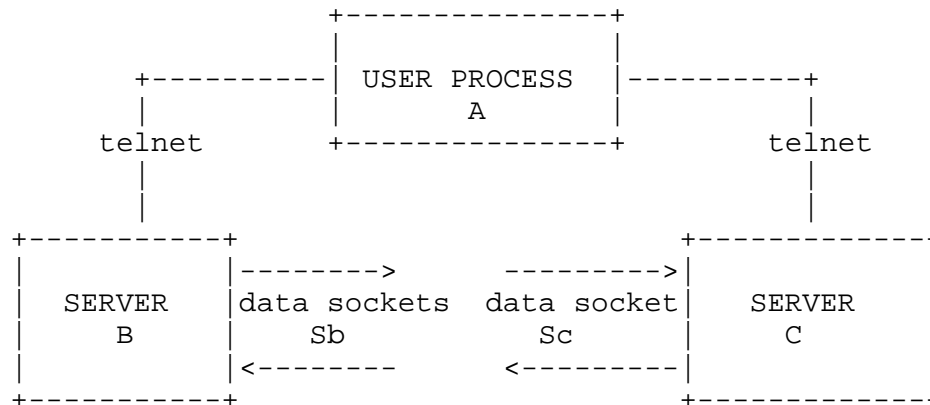 USER PROCESS
A
telnet telnet
SERVER data sockets data socket SERVER
B Sb Sc C